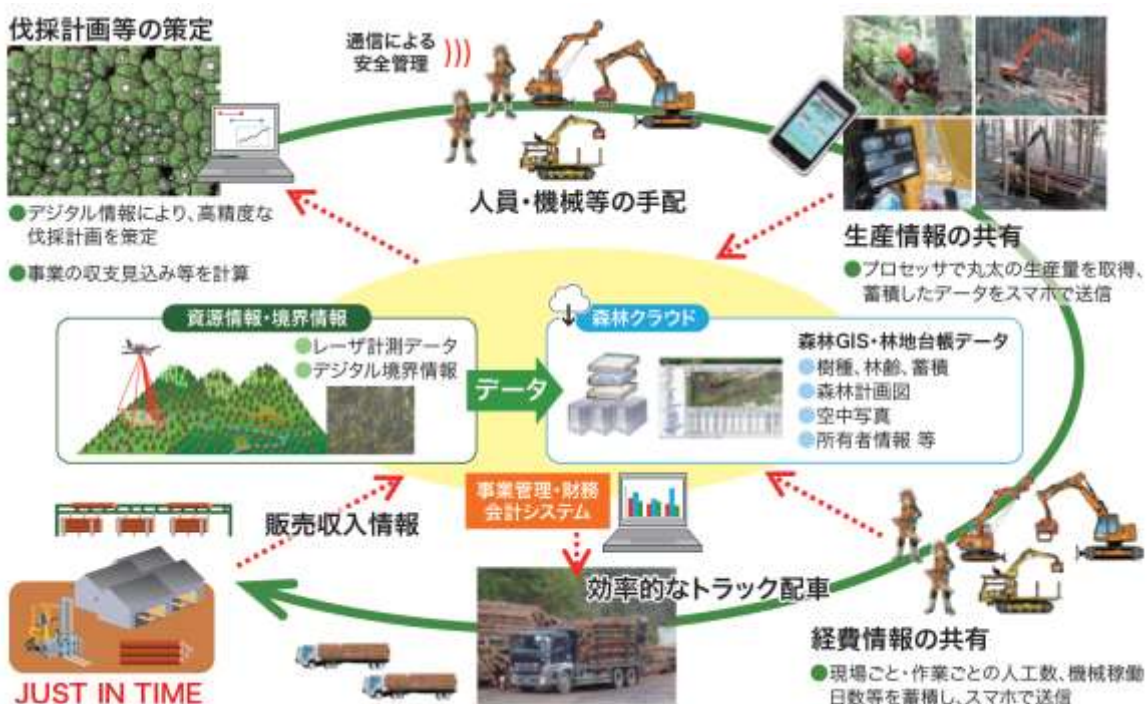 伐採計画等の策定
●デジタル情報により、高精度な
伐採計画を策定
●事業の収支見込み等を計算
通信による
安全管理
人員・機械等の手配
生産情報の共有
●プロセッサで丸太の生産量を取得、
蓄積したデータをスマホで送信
資源情報・境界情報
●レーザ計測データ
●デジタル境界情報
データ
森林クラウド
森林GIS・林地台帳データ
●樹種、林齢、蓄積
●森林計画図
●空中写真
●所有者情報 等
事業管理・財務
会計システム
販売収入情報
効率的なトラック配車
経費情報の共有
●現場ごと・作業ごとの人工数、機械稼働
日数等を蓄積し、スマホで送信
JUST IN TIME